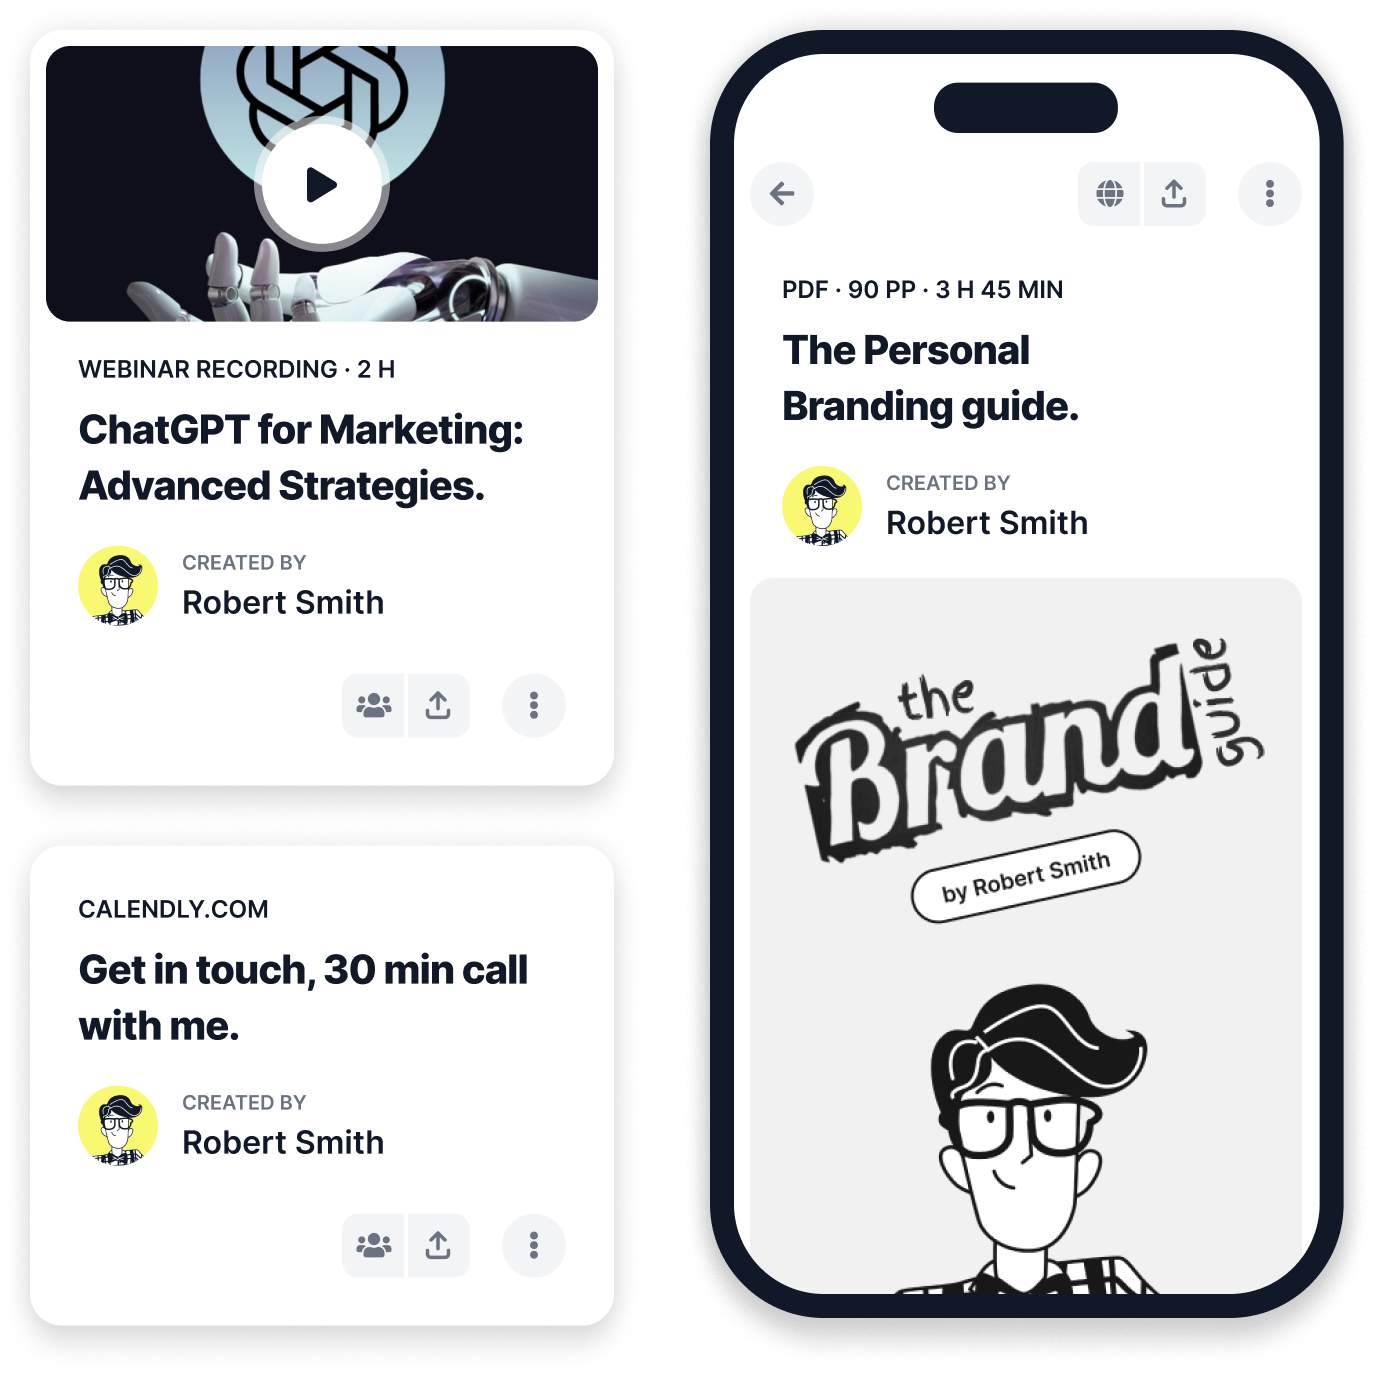 WEBINAR RECORDING · 2 H
ChatGPT for Marketing:
Advanced Strategies.
CREATED BY
Robert Smith
CALENDLY.COM
Get in touch, 30 min call
with me.
CREATED BY
Robert Smith
PDF · 90 PP · 3 H 45 MIN
The Personal
Branding guide.
CREATED BY
Robert Smith
the
Brand
guide
by Robert Smith